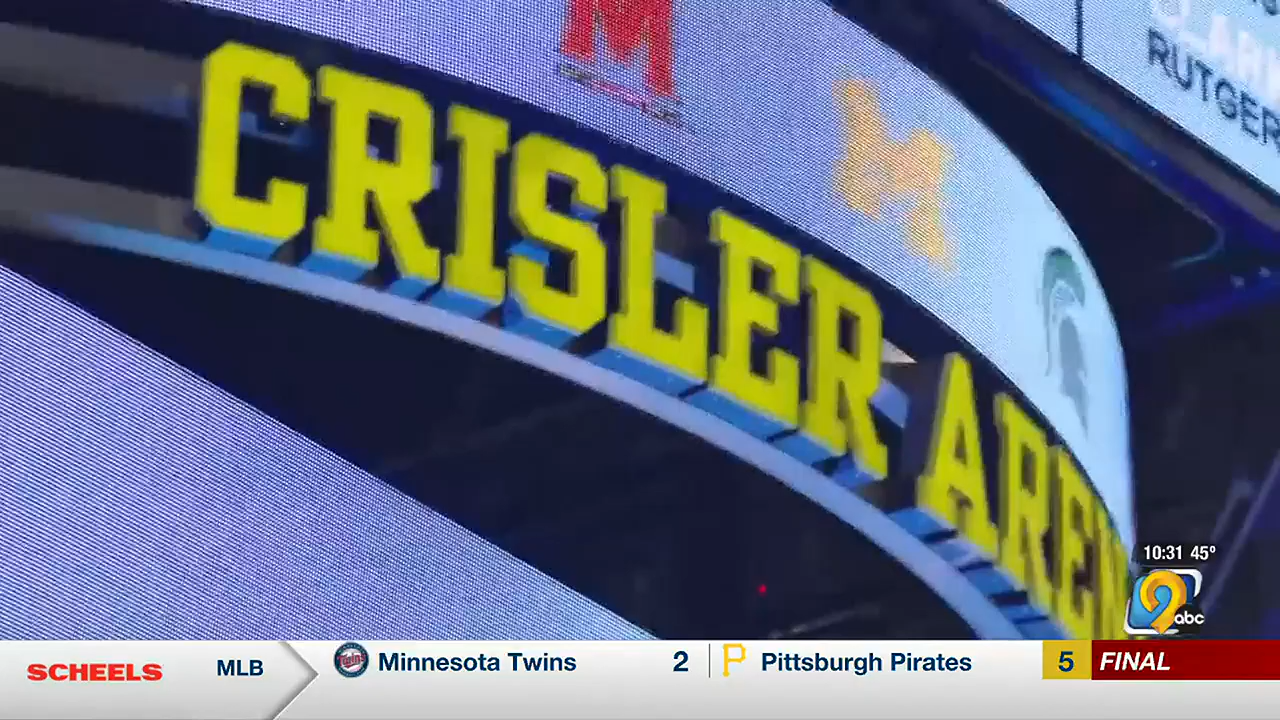 M
M
RUTGER
CRISLER AREN
10:31 45°
9
abc
SCHEELS
MLB
Twins
Minnesota Twins 2
P
Pittsburgh Pirates 5
FINAL